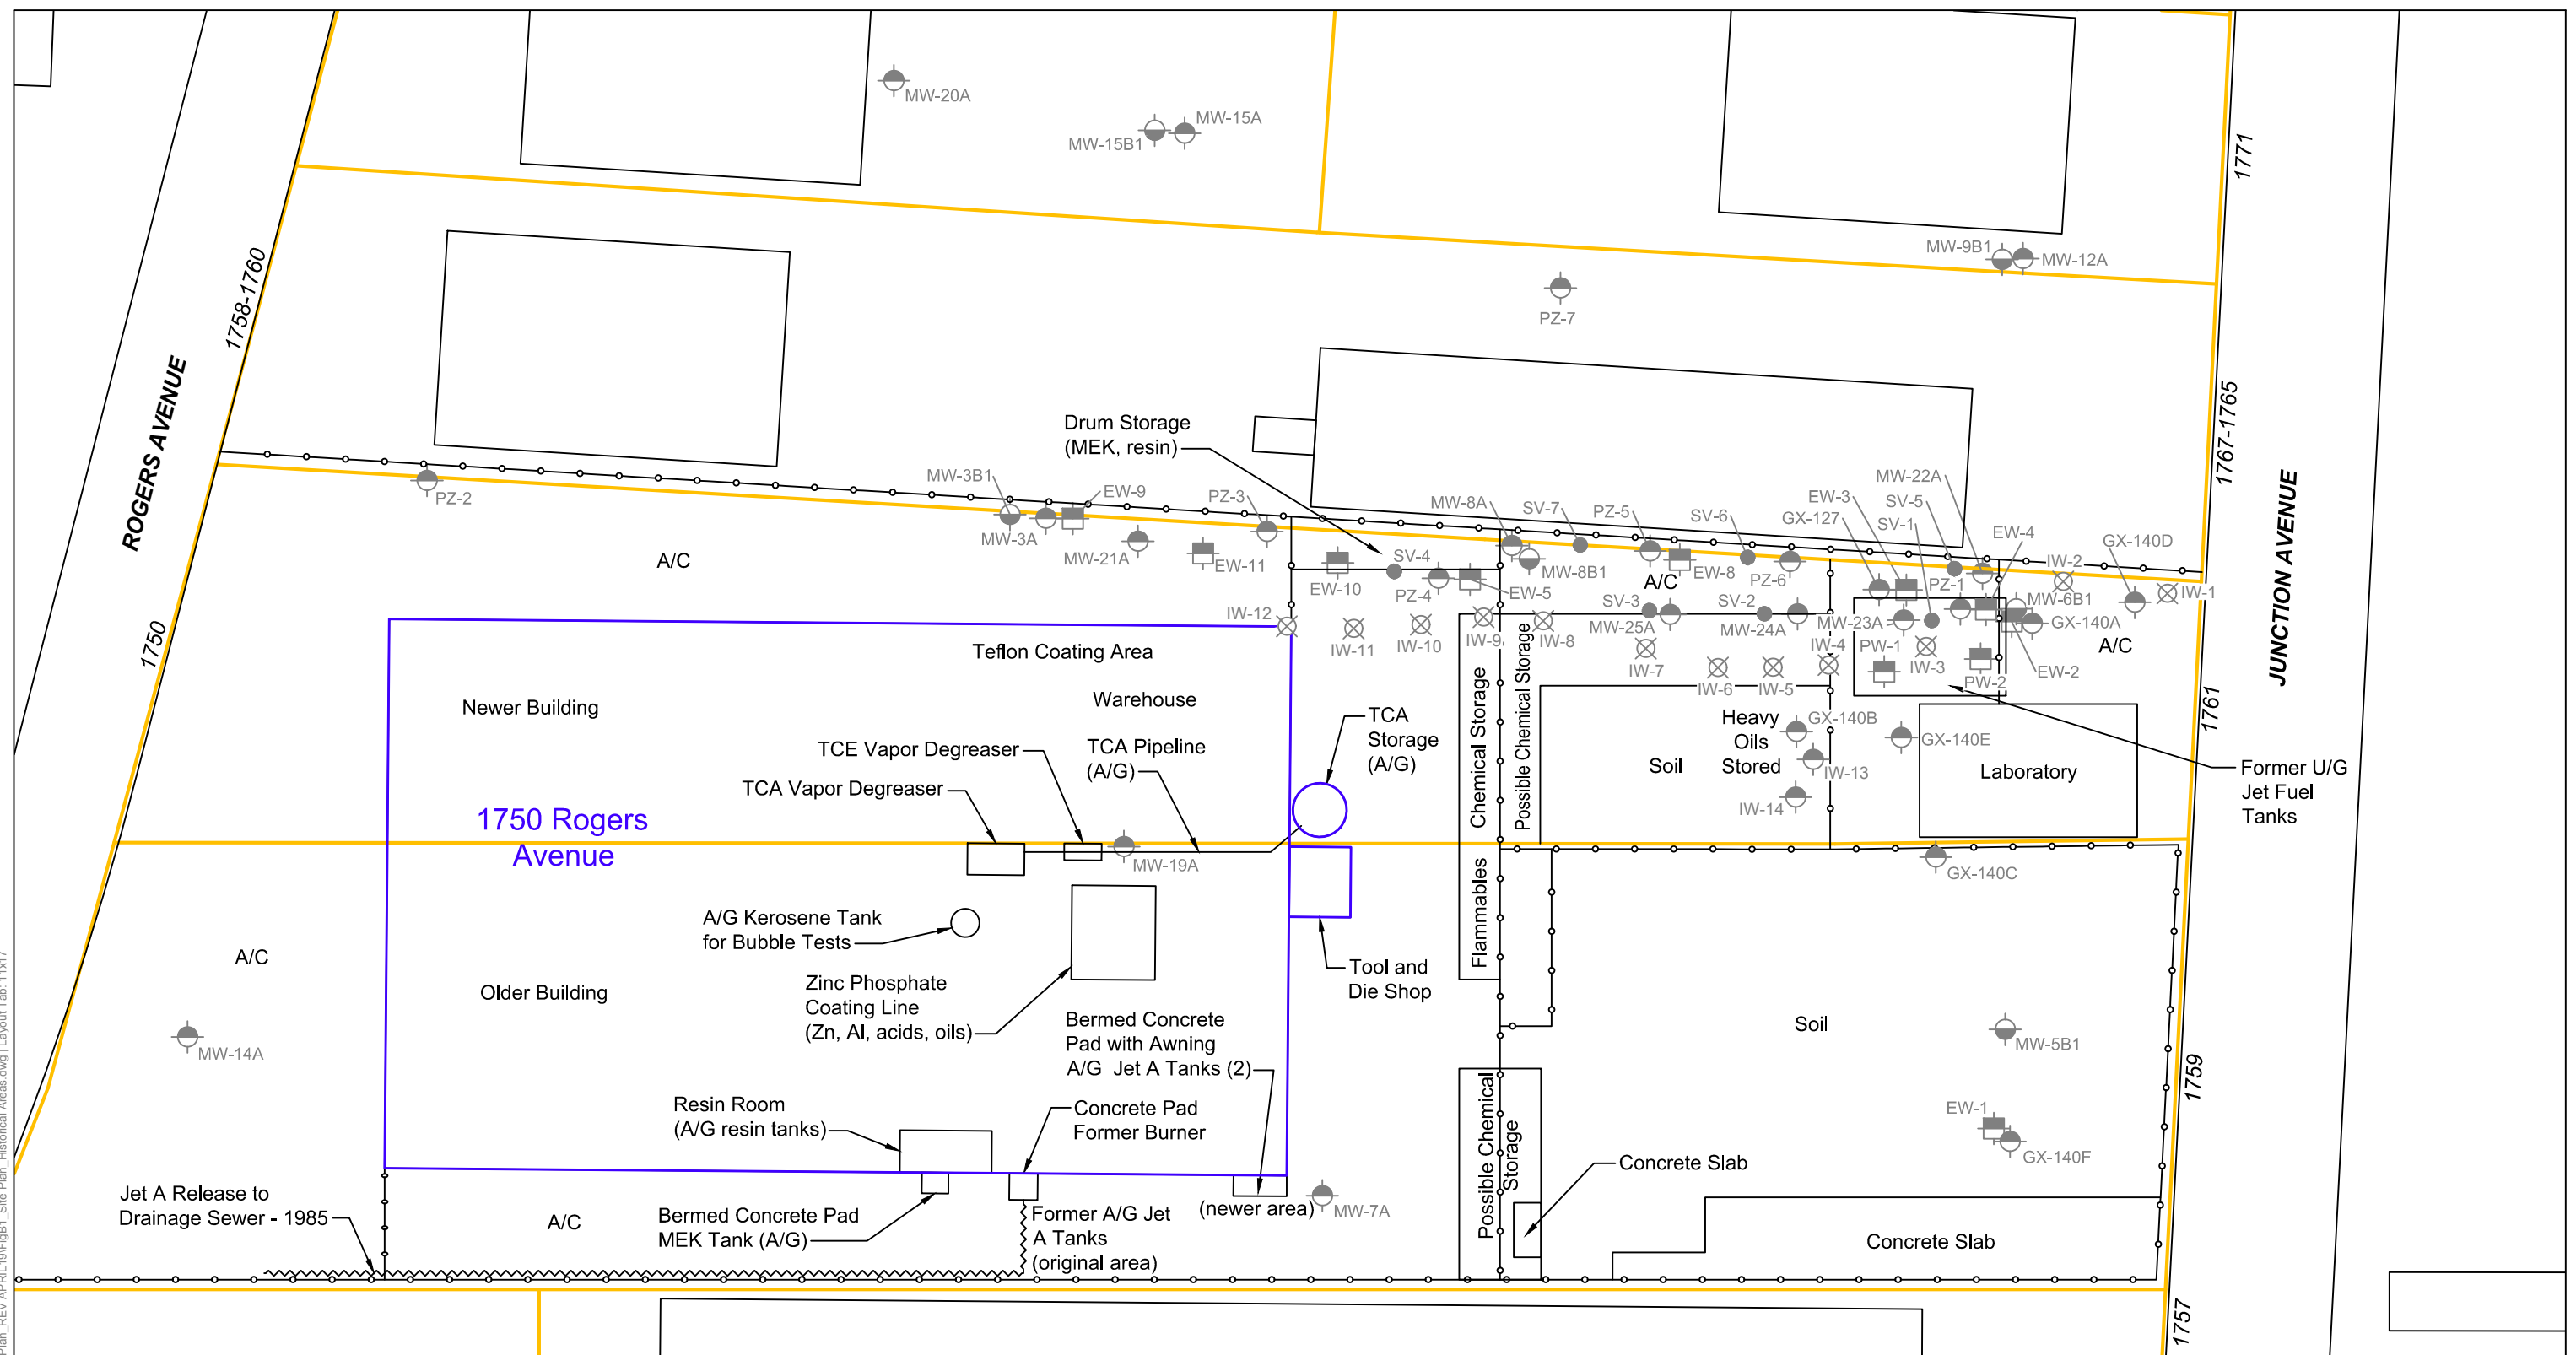 MW-20A
MW-15A
MW-15B1
1771
MW-9B1
MW-12A
1758-1760
PZ-7
ROGERS AVENUE
1767-1765
Drum Storage
(MEK, resin)
JUNCTION AVENUE
PZ-2
MW-3B1
EW-9
PZ-3
MW-3A
MW-21A
EW-11
MW-8A
SV-7
PZ-5
SV-6
MW-22A
EW-3
SV-5
GX-127
SV-1
EW-4
IW-2
GX-140D
A/C
EW-10
SV-4
PZ-4
EW-5
MW-8B1
A/C
EW-8
PZ-6
PZ-1
IW-1
MW-6B1
IW-12
IW-11
IW-10
IW-9
IW-8
SV-3
MW-25A
SV-2
MW-24A
MW-23A
GX-140A
A/C
1750
IW-7
IW-6
IW-5
IW-4
PW-1
IW-3
PW-2
EW-2
Teflon Coating Area
Newer Building
Warehouse
1761
TCE Vapor Degreaser
TCA Pipeline
(A/G)
TCA
Storage
(A/G)
Chemical Storage
Possible Chemical Storage
Heavy
Oils
Stored
Soil
GX-140B
IW-13
IW-14
GX-140E
Laboratory
Former U/G
Jet Fuel
Tanks
TCA Vapor Degreaser
1750 Rogers
Avenue
MW-19A
Flammables
GX-140C
A/G Kerosene Tank
for Bubble Tests
A/C
Older Building
Zinc Phosphate
Coating Line
(Zn, Al, acids, oils)
Tool and
Die Shop
Bermed Concrete
Pad with Awning
A/G Jet A Tanks (2)
Soil
MW-14A
MW-5B1
1759
Resin Room
(A/G resin tanks)
Concrete Pad
Former Burner
Possible Chemical
Storage
EW-1
GX-140F
Concrete Slab
Jet A Release to
Drainage Sewer - 1985
A/C
Bermed Concrete Pad
MEK Tank (A/G)
Former A/G Jet
A Tanks
(original area)
(newer area)
MW-7A
Concrete Slab
1757
Plan_REV APRIL 19\FigB1_Site Plan_Historical Areas.dwg | Layout Tab: 11x17